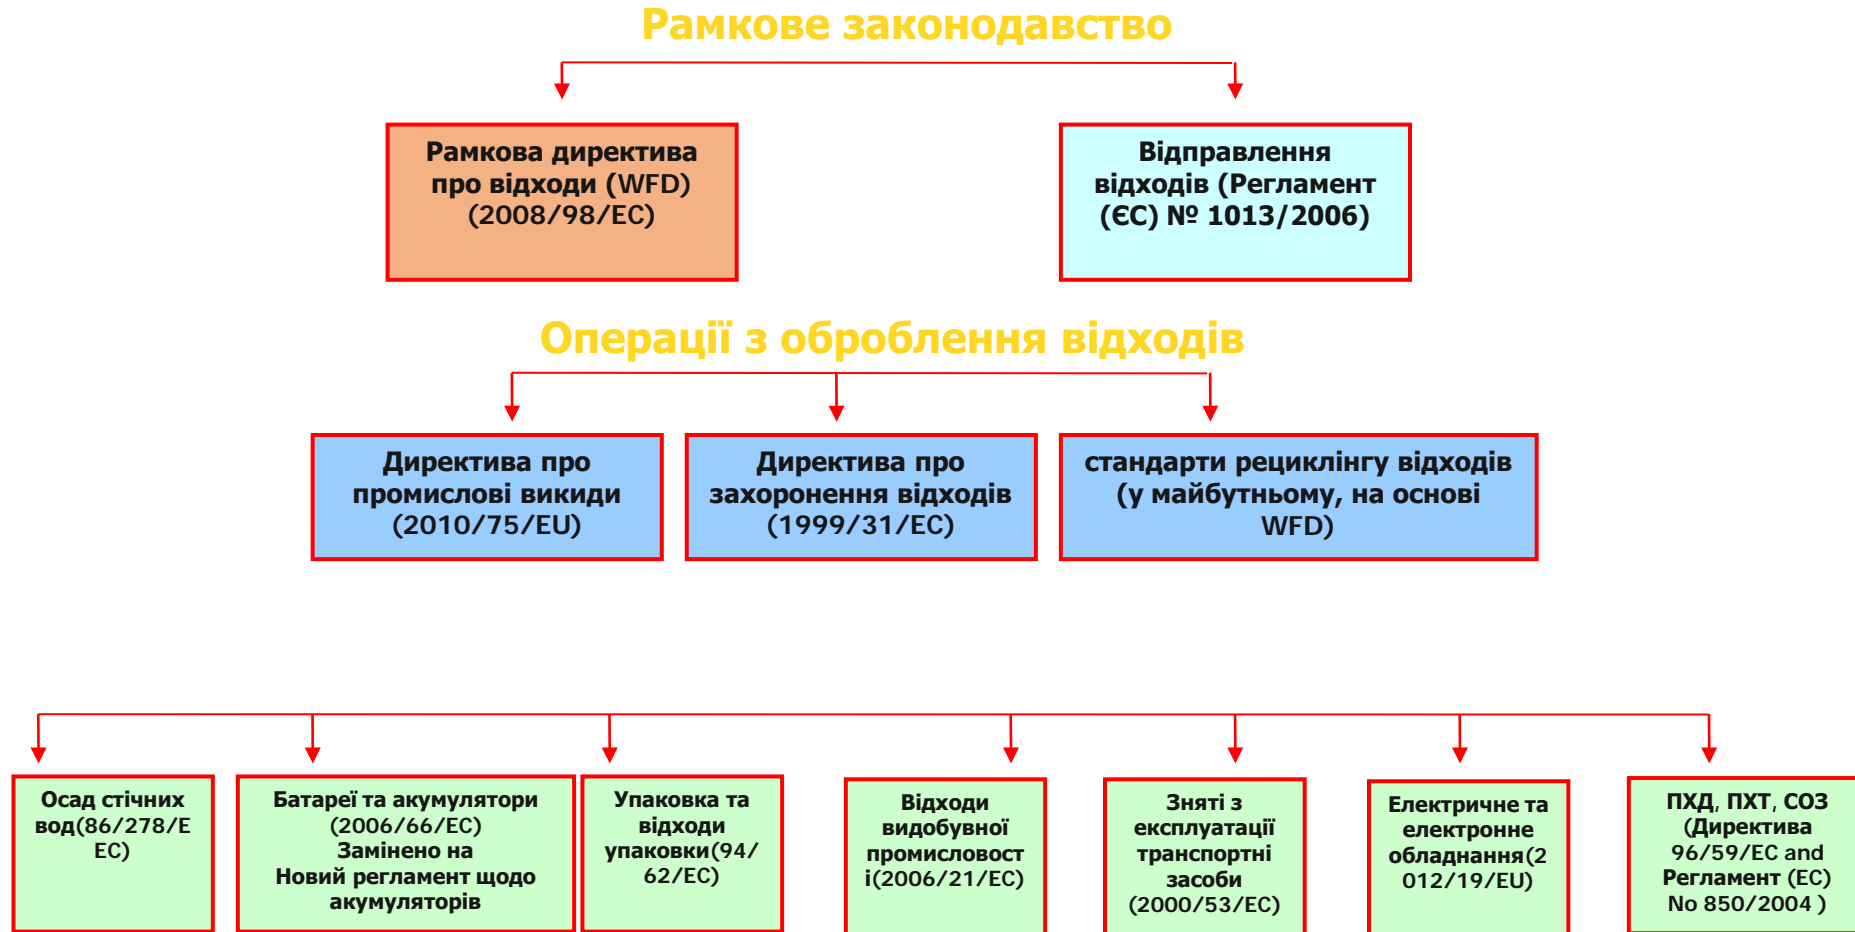 Рамкове законодавство
Рамкова директива
про відходи (WFD)
(2008/98/EC)
Відправлення
відходів (Регламент
(ЄС) № 1013/2006)
Операції з оброблення відходів
Директива про
промислові викиди
(2010/75/EU)
Директива про
захоронення відходів
(1999/31/EC)
стандарти рециклінгу відходів
(у майбутньому, на основі
WFD)
Осад стічних
вод(86/278/E
EC)
Батареї та акумулятори
(2006/66/EC)
Замінено на
Новий регламент щодо
акумуляторів
Упаковка та
відходи
упаковки(94/
62/EC)
Відходи
видобувної
промисловост
і(2006/21/EC)
Зняті з
експлуатації
транспортні
засоби
(2000/53/EC)
Електричне та
електронне
обладнання(2
012/19/EU)
ПХД, ПХТ, СОЗ
(Директива
96/59/EC and
Регламент (EC)
No 850/2004 )